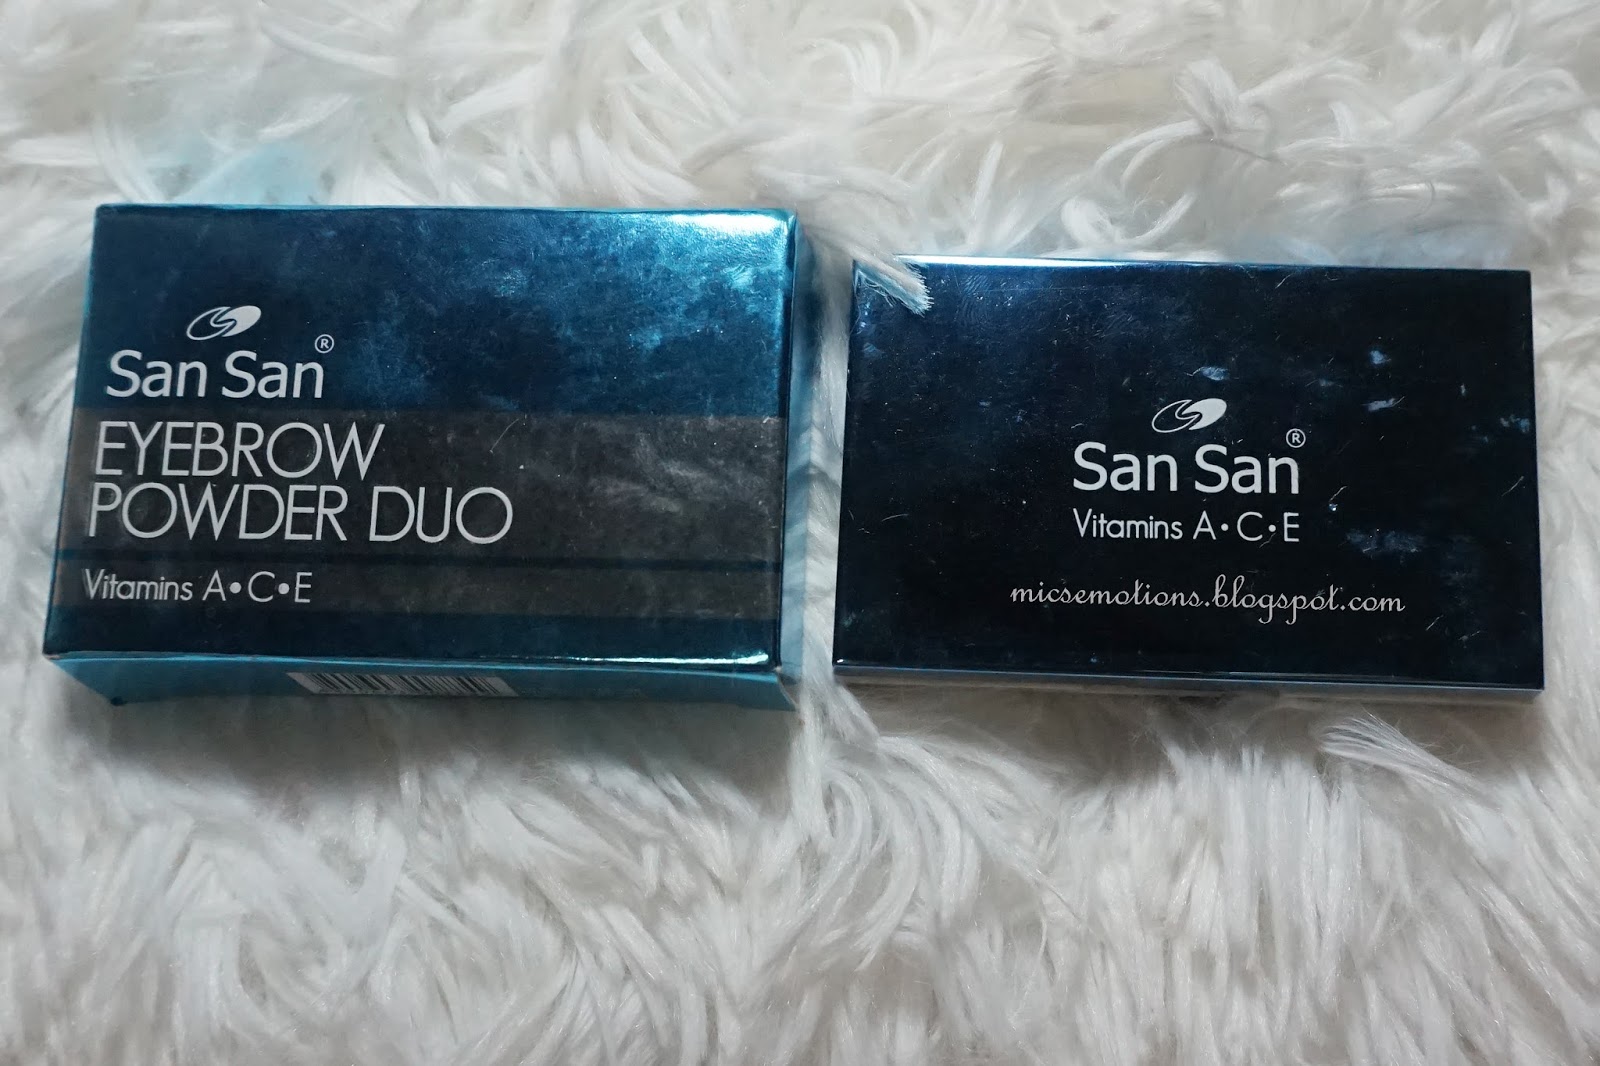 San San®
EYEBROW
POWDER DUO
Vitamins A•C•E
San San®
Vitamins A•C•E
micsemotions.blogspot.com